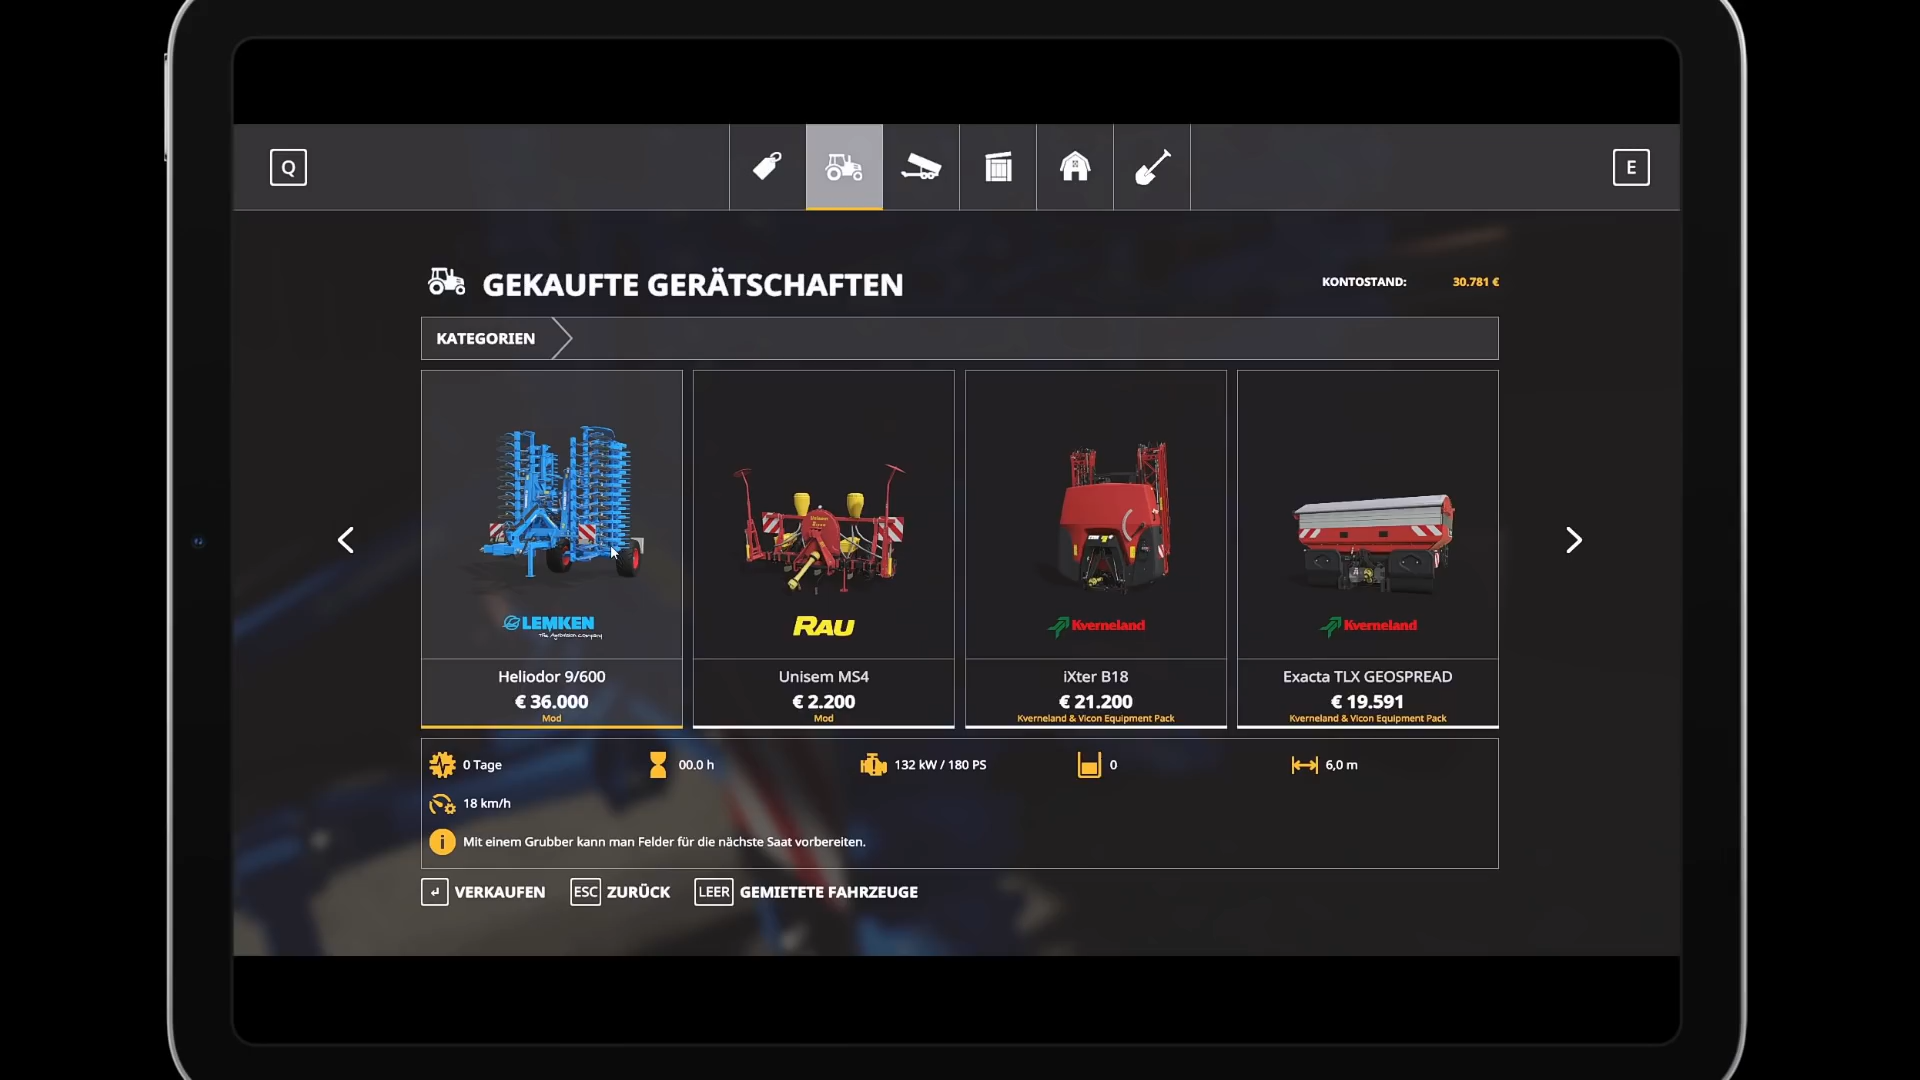 Q
E
GEKAUFTE GERÄTSCHAFTEN
KONTOSTAND: 30.781 €
KATEGORIEN
LEMKEN
The Agrovision Company
RAU
Kverneland
Kverneland
Heliodor 9/600
€ 36.000
Mod
Unisem MS4
€ 2.200
Mod
iXter B18
€ 21.200
Kverneland & Vicon Equipment Pack
Exacta TLX GEOSPREAD
€ 19.591
Kverneland & Vicon Equipment Pack
0 Tage
00.0 h
132 kW / 180 PS
0
6,0 m
18 km/h
Mit einem Grubber kann man Felder für die nächste Saat vorbereiten.
VERKAUFEN
ESC ZURÜCK
LEER GEMIETETE FAHRZEUGE